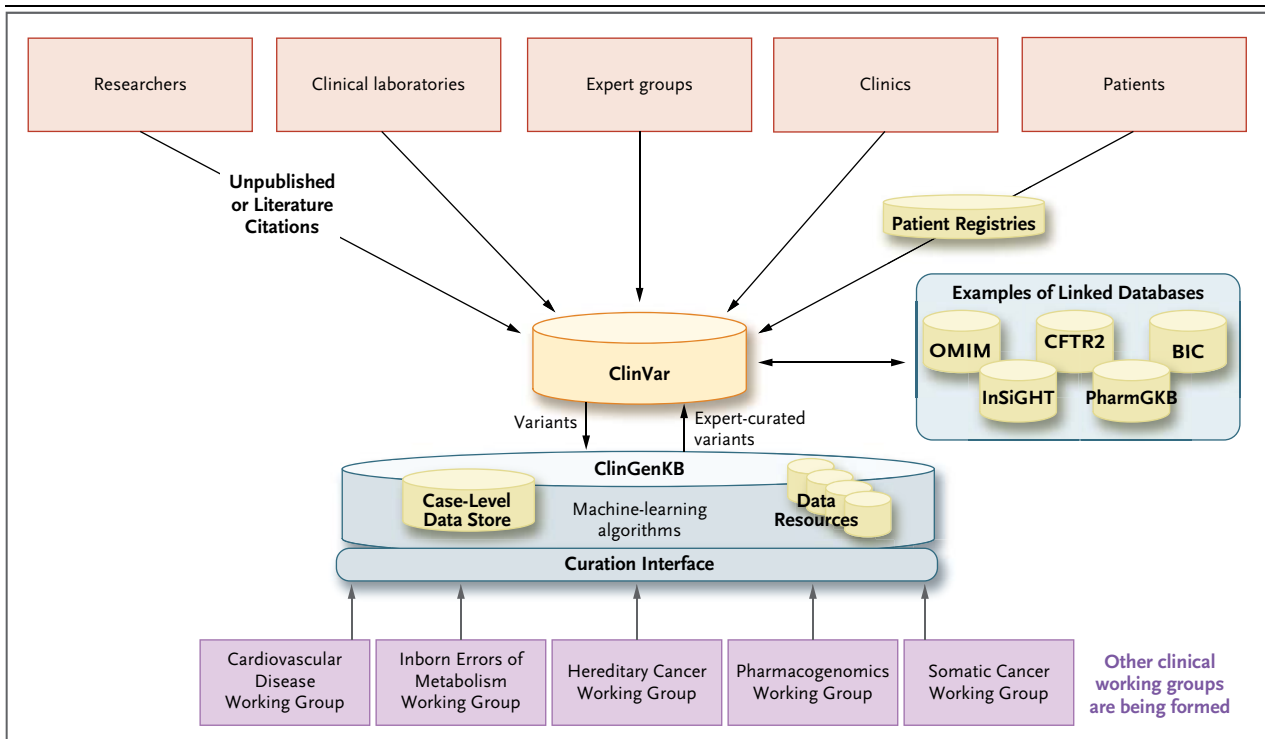 Researchers
Clinical laboratories
Expert groups
Clinics
Patients
Unpublished
or Literature
Citations
Patient Registries
Examples of Linked Databases
OMIM
CFTR2
BIC
InSiGHT
PharmGKB
ClinVar
Variants
Expert-curated
variants
ClinGenKB
Case-Level
Data Store
Machine-learning
algorithms
Data
Resources
Curation Interface
Cardiovascular
Disease
Working Group
Inborn Errors of
Metabolism
Working Group
Hereditary Cancer
Working Group
Pharmacogenomics
Working Group
Somatic Cancer
Working Group
Other clinical
working groups
are being formed